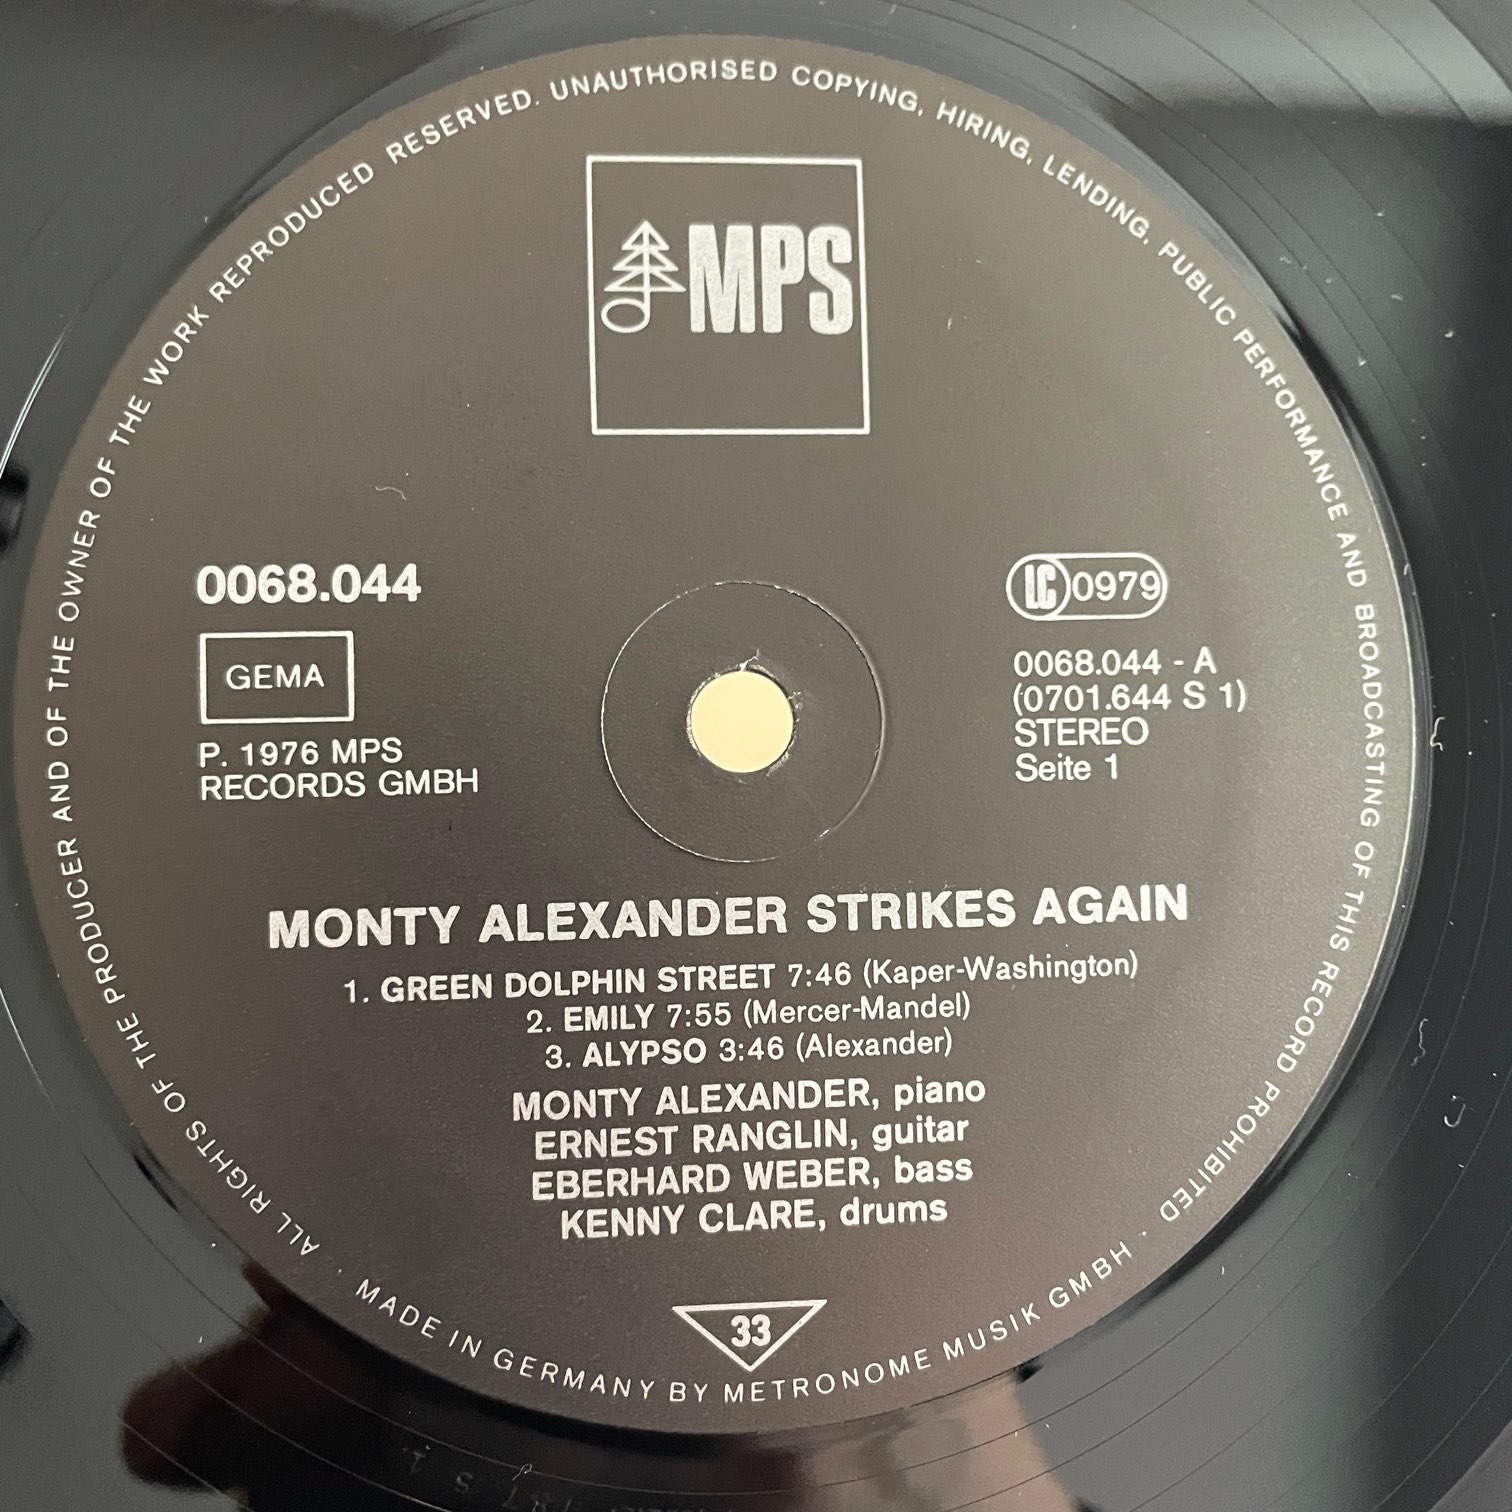 ALL RIGHTS OF THE PRODUCER AND OF THE OWNER OF THE WORK REPRODUCED RESERVED. UNAUTHORISED COPYING, HIRING, LENDING, PUBLIC PERFORMANCE AND BROADCASTING OF THIS RECORD PROHIBITED
MPS
0068.044
GEMA
P. 1976 MPS
RECORDS GMBH
LC 0979
0068.044 - A
(0701.644 S 1)
STEREO
Seite 1
MONTY ALEXANDER STRIKES AGAIN
1. GREEN DOLPHIN STREET 7:46 (Kaper-Washington)
2. EMILY 7:55 (Mercer-Mandel)
3. ALYPSO 3:46 (Alexander)
MONTY ALEXANDER, piano
ERNEST RANGLIN, guitar
EBERHARD WEBER, bass
KENNY CLARE, drums
33
· MADE IN GERMANY BY METRONOME MUSIK GMBH ·